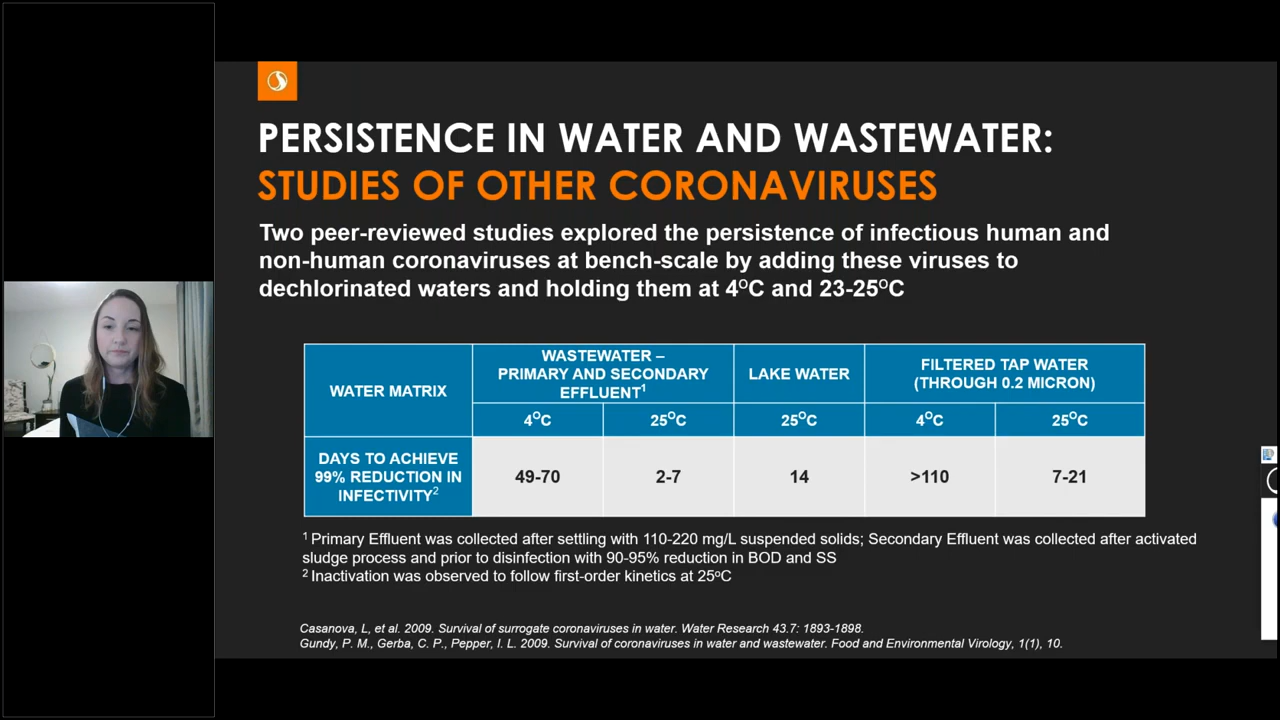 PERSISTENCE IN WATER AND WASTEWATER:
STUDIES OF OTHER CORONAVIRUSES
Two peer-reviewed studies explored the persistence of infectious human and
non-human coronaviruses at bench-scale by adding these viruses to
dechlorinated waters and holding them at 4°C and 23-25°C
WATER MATRIX
WASTEWATER –
PRIMARY AND SECONDARY
EFFLUENT¹
LAKE WATER
FILTERED TAP WATER
(THROUGH 0.2 MICRON)
4°C
25°C
25°C
4°C
25°C
DAYS TO ACHIEVE
99% REDUCTION IN
INFECTIVITY²
49-70
2-7
14
>110
7-21
¹ Primary Effluent was collected after settling with 110-220 mg/L suspended solids; Secondary Effluent was collected after activated
sludge process and prior to disinfection with 90-95% reduction in BOD and SS
² Inactivation was observed to follow first-order kinetics at 25°C
Casanova, L, et al. 2009. Survival of surrogate coronaviruses in water. Water Research 43.7: 1893-1898.
Gundy, P. M., Gerba, C. P., Pepper, I. L. 2009. Survival of coronaviruses in water and wastewater. Food and Environmental Virology, 1(1), 10.